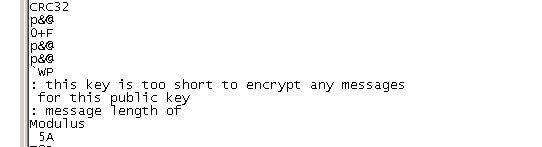 CRC32
p&@
0+F
p&@
p&@
`WP
: this key is too short to encrypt any messages
for this public key
: message length of
Modulus
5A